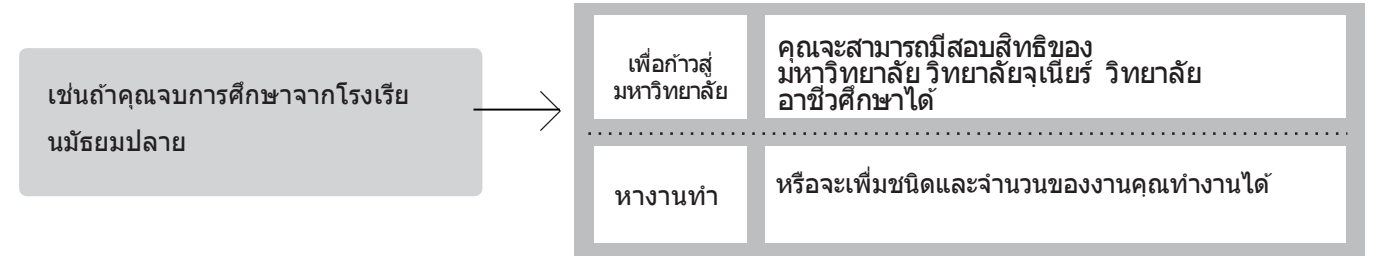 เช่นถ้าคุณจบการศึกษาจากโรงเรีย
นมัธยมปลาย
เพื่อก้าวสู่
มหาวิทยาลัย
คุณจะสามารถมีสอบสิทธิของ
มหาวิทยาลัย วิทยาลัยจุเนียร์ วิทยาลัย
อาชีวศึกษาได้
หางานทำ
หรือจะเพิ่มชนิดและจำนวนของงานคุณทำงานได้